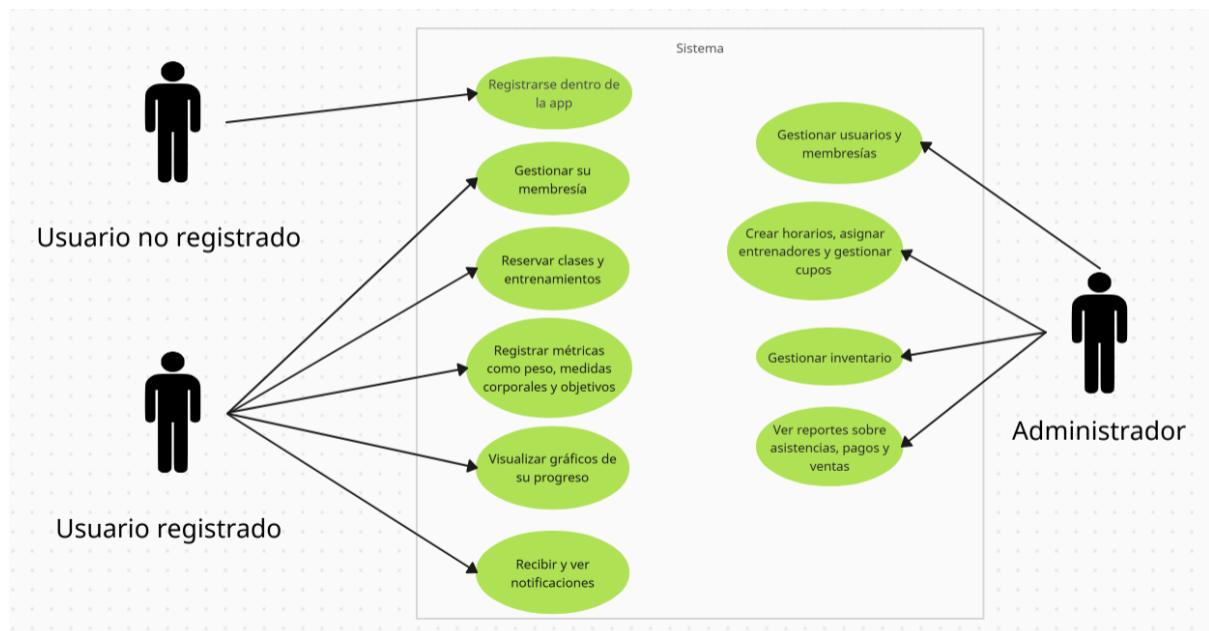 Sistema
Registrarse dentro de
la app
Usuario no registrado
Gestionar su
membresía
Reservar clases y
entrenamientos
Registrar métricas
como peso, medidas
corporales y objetivos
Visualizar gráficos de
su progreso
Recibir y ver
notificaciones
Usuario registrado
Gestionar usuarios y
membresías
Crear horarios, asignar
entrenadores y gestionar
cupos
Gestionar inventario
Ver reportes sobre
asistencias, pagos y
ventas
Administrador